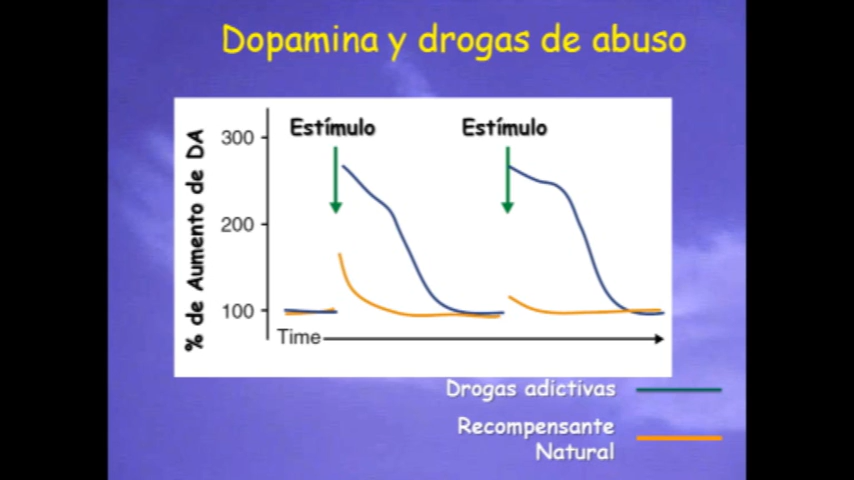 Dopamina y drogas de abuso
Estímulo
Estímulo
% de Aumento de DA
300
200
100
Time
Drogas adictivas
Recompensante
Natural